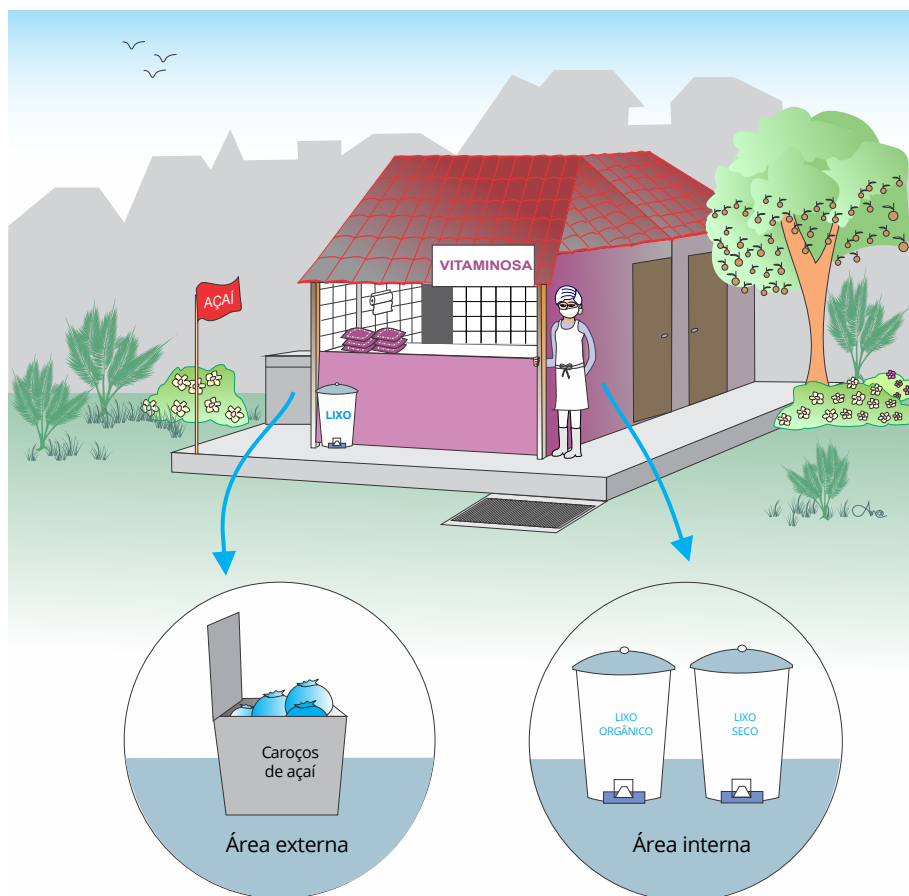 VITAMINOSA
AÇAÍ
LIXO
Caroços
de açaí
Área externa
LIXO
ORGÂNICO
LIXO
SECO
Área interna